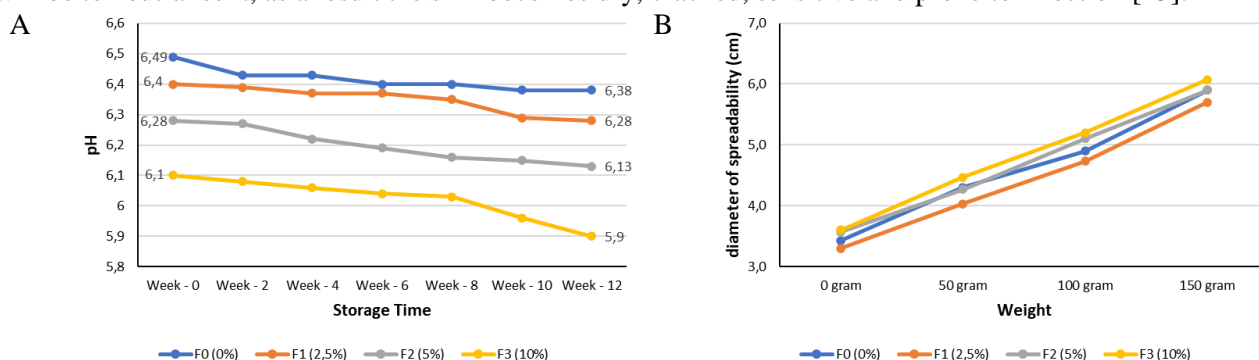 A
B
6,6
6,5
6,4
6,3
6,2
6,1
6
5,9
5,8
pH
6,49
6,4
6,28
6,1
6,38
6,28
6,13
5,9
Week - 0 Week - 2 Week - 4 Week - 6 Week - 8 Week - 10 Week - 12
Storage Time
F0 (0%) F1 (2,5%) F2 (5%) F3 (10%)
7,0
6,0
5,0
4,0
3,0
diameter of spreadability (cm)
0 gram 50 gram 100 gram 150 gram
Weight
F0 (0%) F1 (2,5%) F2 (5%) F3 (10%)